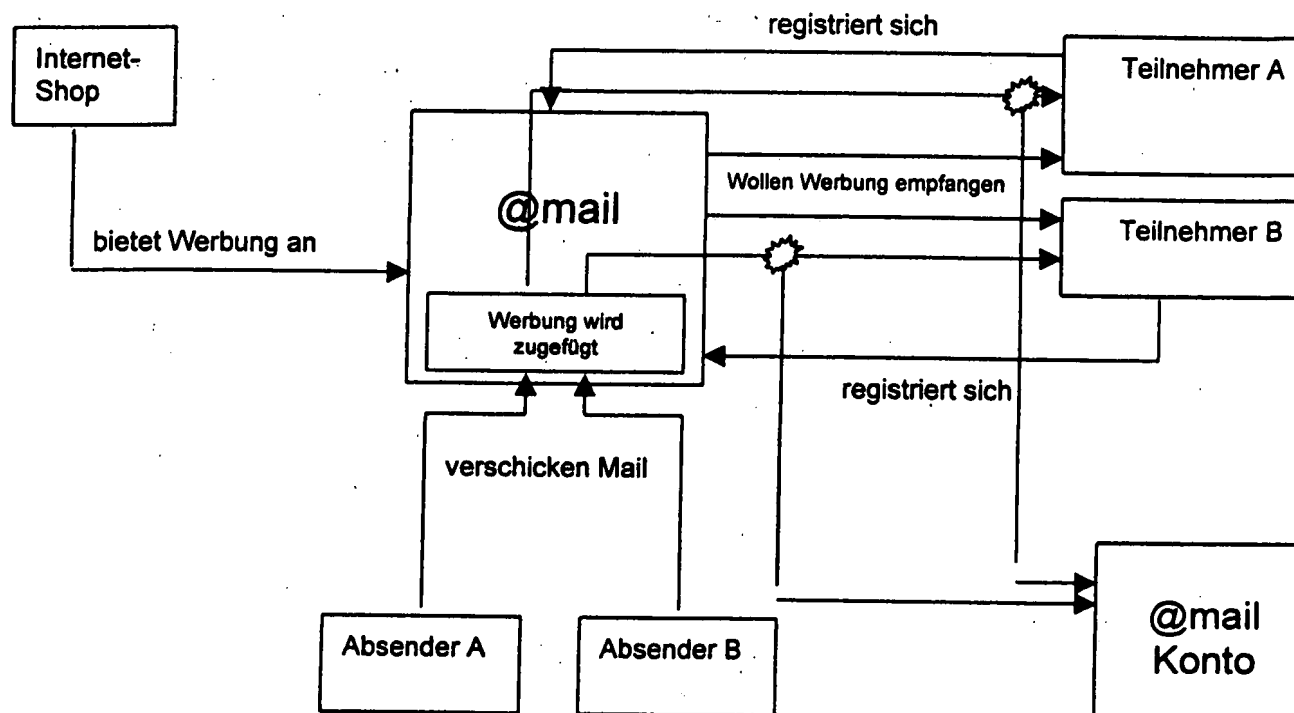 registriert sich
Internet-
Shop
Teilnehmer A
@mail
Wollen Werbung empfangen
bietet Werbung an
Teilnehmer B
Werbung wird
zugefügt
registriert sich
verschicken Mail
Absender A
Absender B
@mail
Konto